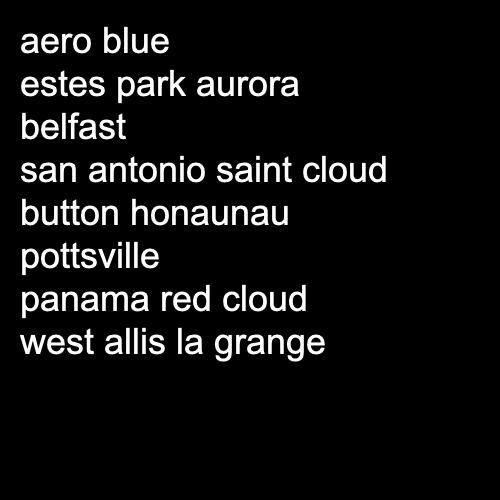 aero blue
estes park aurora
belfast
san antonio saint cloud
button honaunau
pottsville
panama red cloud
west allis la grange